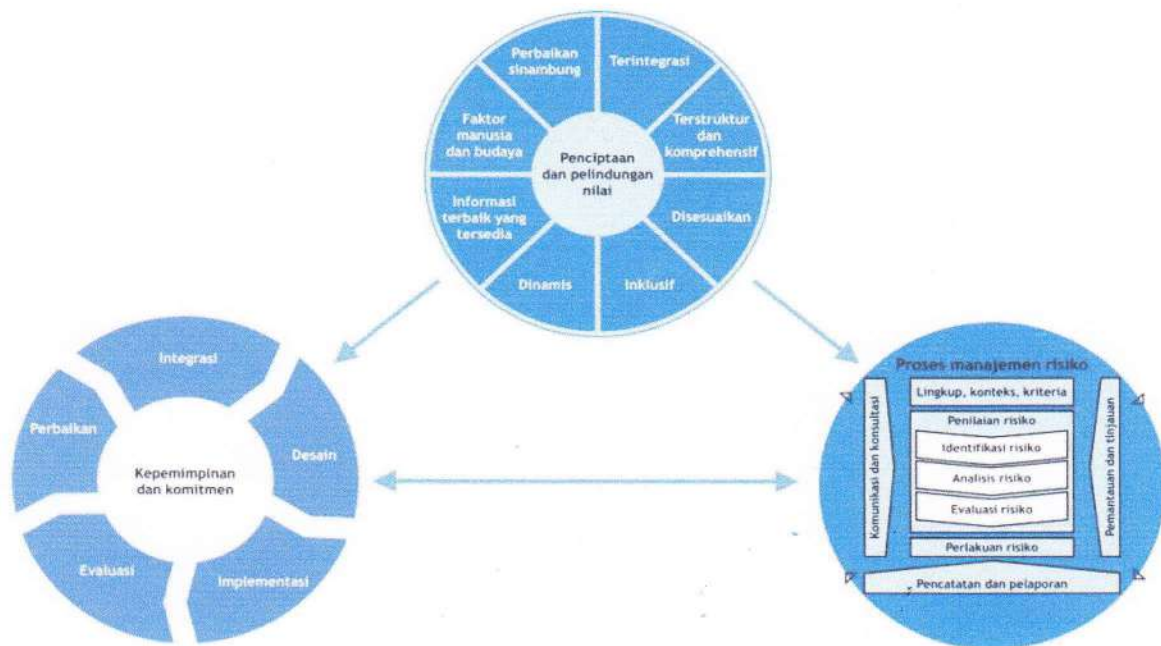 Perbaikan
sinambung
Terintegrasi
Terstruktur
dan
komprehensif
Disesuaikan
Inklusif
Dinamis
Informasi
terbaik yang
tersedia
Faktor
manusia
dan budaya
Penciptaan
dan pelindungan
nilai
Integrasi
Desain
Implementasi
Evaluasi
Perbaikan
Kepemimpinan
dan komitmen
Proses manajemen risiko
Lingkup, konteks, kriteria
Penilaian risiko
Identifikasi risiko
Analisis risiko
Evaluasi risiko
Perlakuan risiko
Komunikasi dan konsultasi
Pemantauan dan tinjauan
Pencatatan dan pelaporan